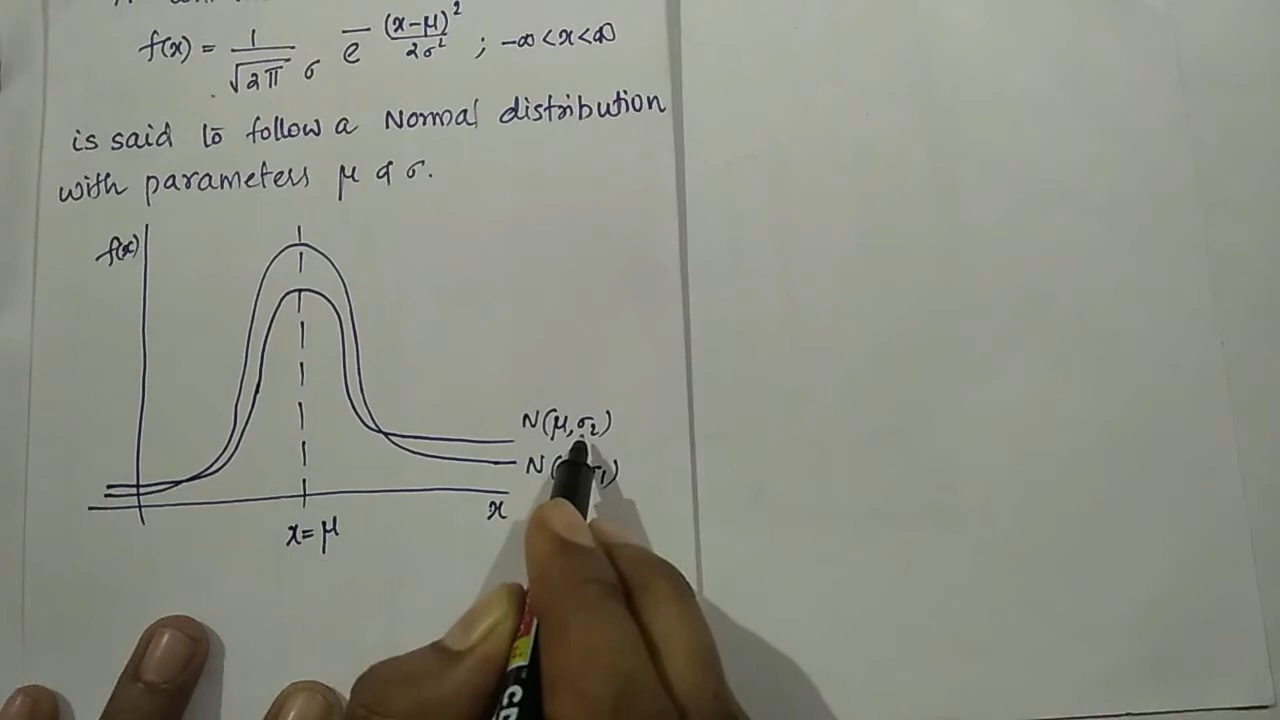 f(x) = 1/√2π σ e^-(x-μ)²/2σ² ; -∞ < x < ∞
is said to follow a Normal distribution
with parameters μ & σ.
f(x)
N(μ,σ₂)
N(
x
x = μ